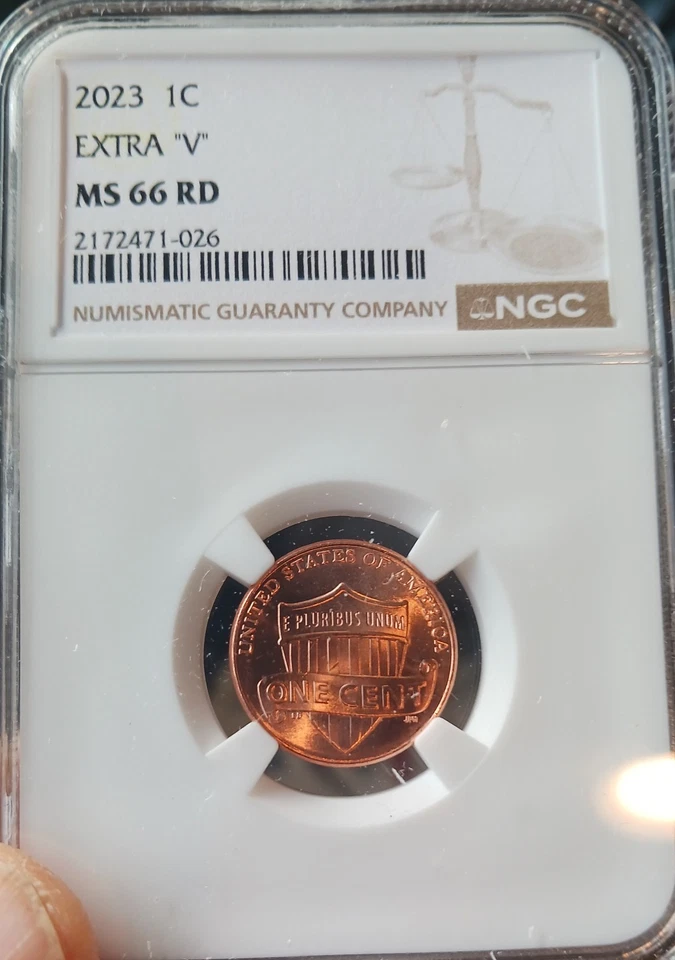 2023 1C
EXTRA "V"
MS 66 RD
2172471-026
NUMISMATIC GUARANTY COMPANY NGC
UNITED STATES OF AMERICA
E PLURIBUS UNUM
ONE CENT